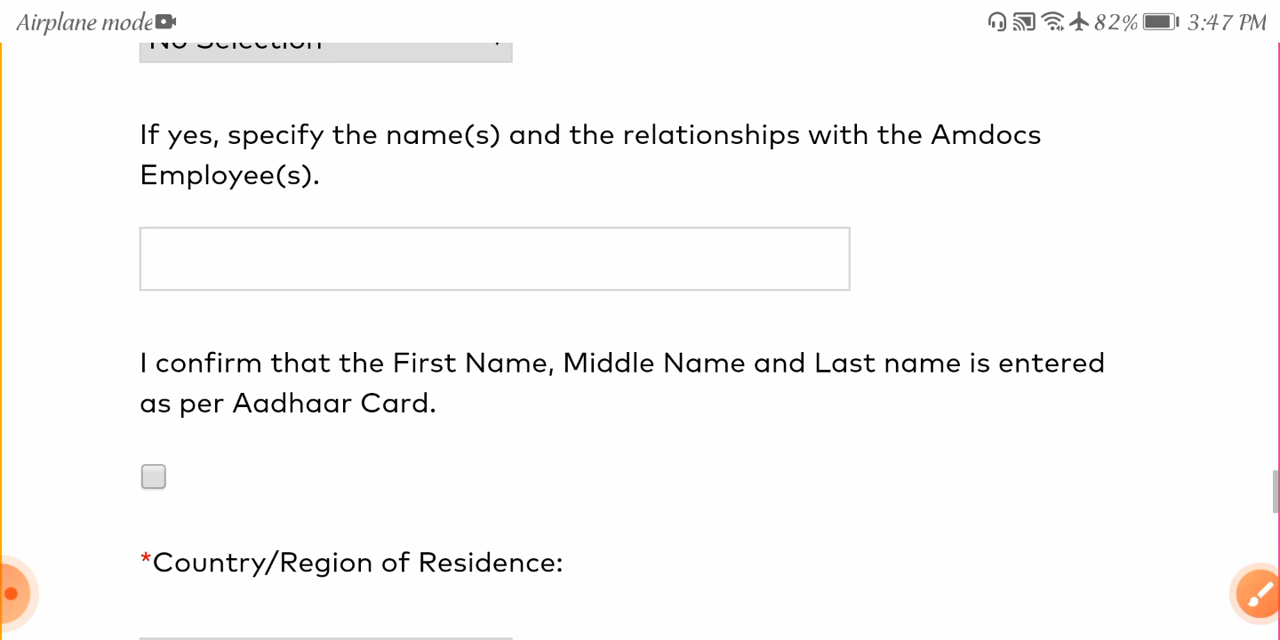 Airplane mode
82% 3:47 PM
No Selection
If yes, specify the name(s) and the relationships with the Amdocs
Employee(s).
I confirm that the First Name, Middle Name and Last name is entered
as per Aadhaar Card.
*Country/Region of Residence: